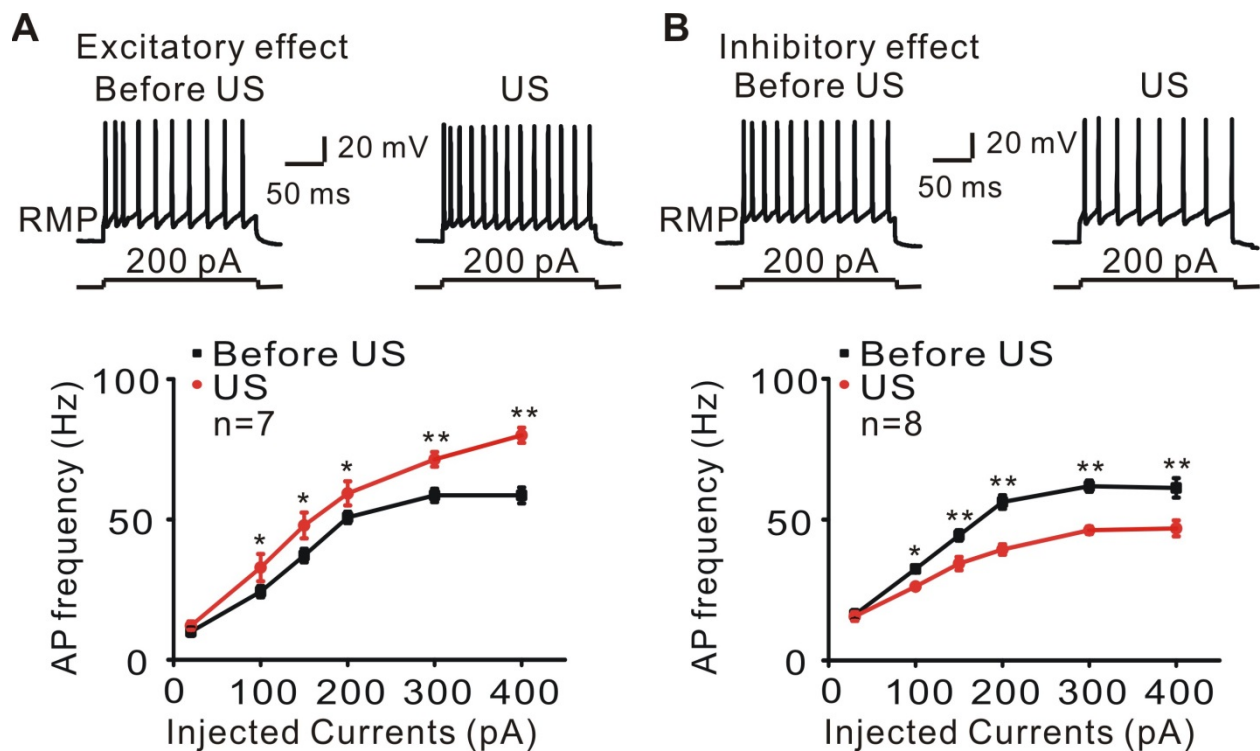 A
Excitatory effect
Before US
US
20 mV
50 ms
RMP
200 pA
200 pA
Before US
US
n=7
AP frequency (Hz)
100
50
0
*
*
*
**
**
0 100 200 300 400
Injected Currents (pA)
B
Inhibitory effect
Before US
US
20 mV
50 ms
RMP
200 pA
200 pA
Before US
US
n=8
AP frequency (Hz)
100
50
0
*
**
**
**
**
0 100 200 300 400
Injected Currents (pA)